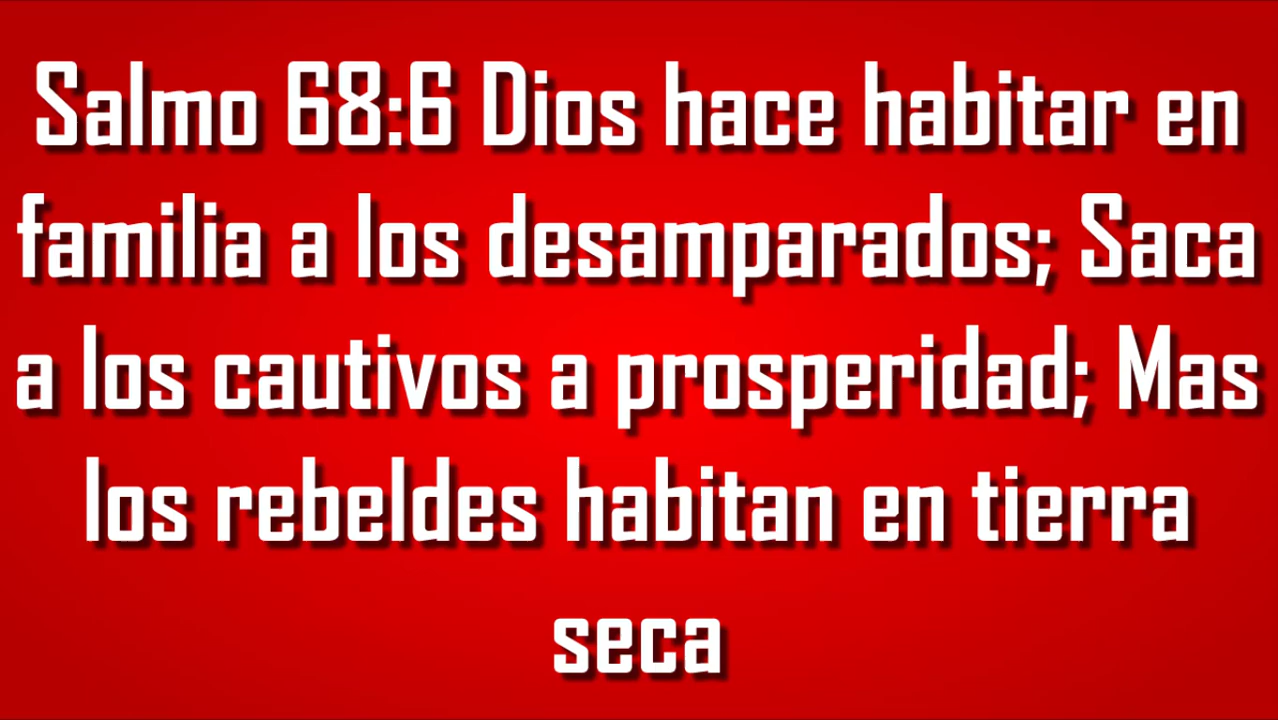 Salmo 68:6 Dios hace habitar en
familia a los desamparados; Saca
a los cautivos a prosperidad; Mas
los rebeldes habitan en tierra
seca